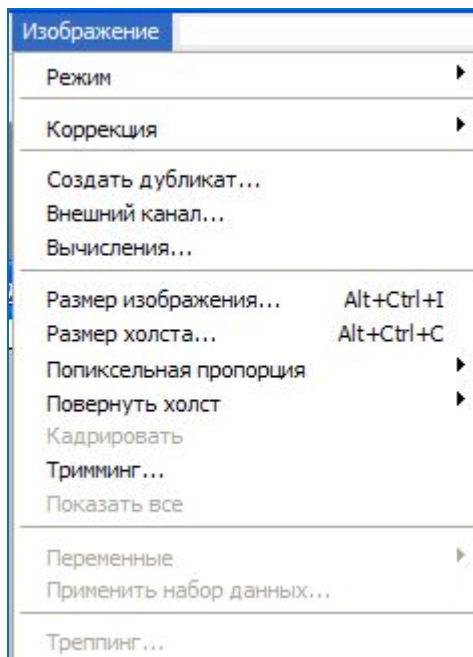 Изображение
Режим
Коррекция
Создать дубликат...
Внешний канал...
Вычисления...
Размер изображения... Alt+Ctrl+I
Размер холста... Alt+Ctrl+C
Попиксельная пропорция
Повернуть холст
Кадрировать
Тримминг...
Показать все
Переменные
Применить набор данных...
Треппинг...